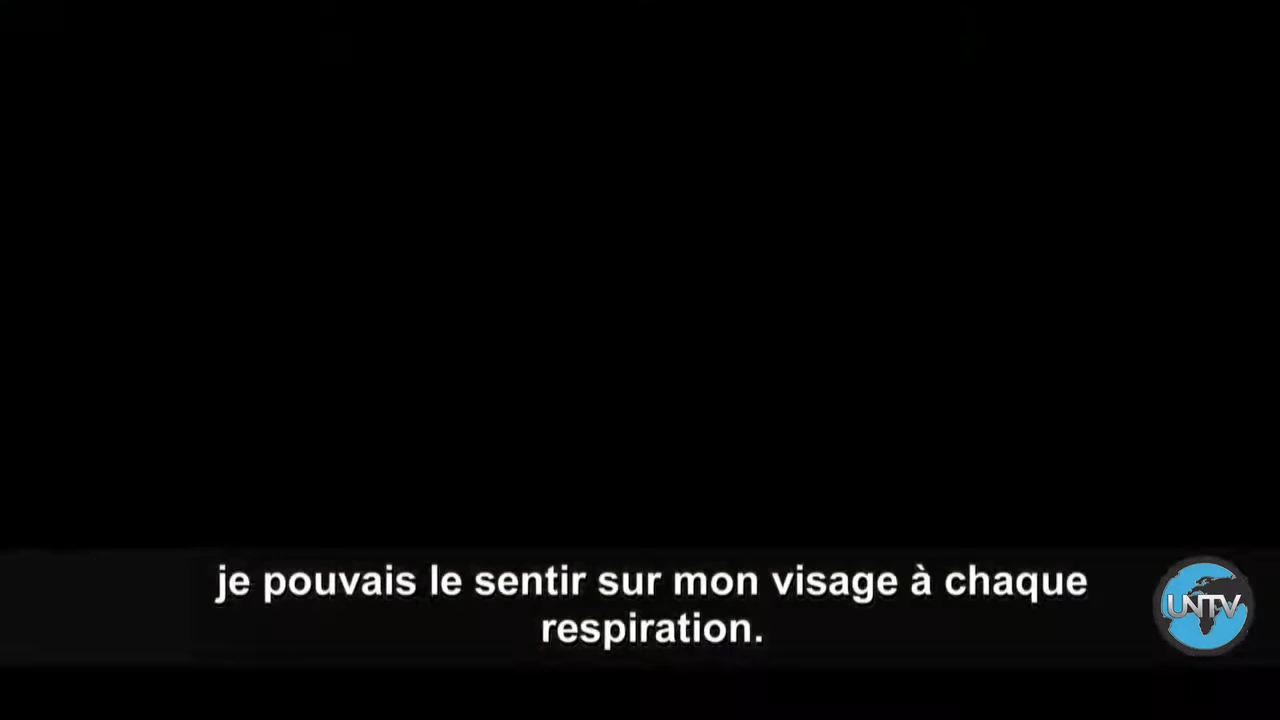 je pouvais le sentir sur mon visage à chaque
respiration.
UNTV